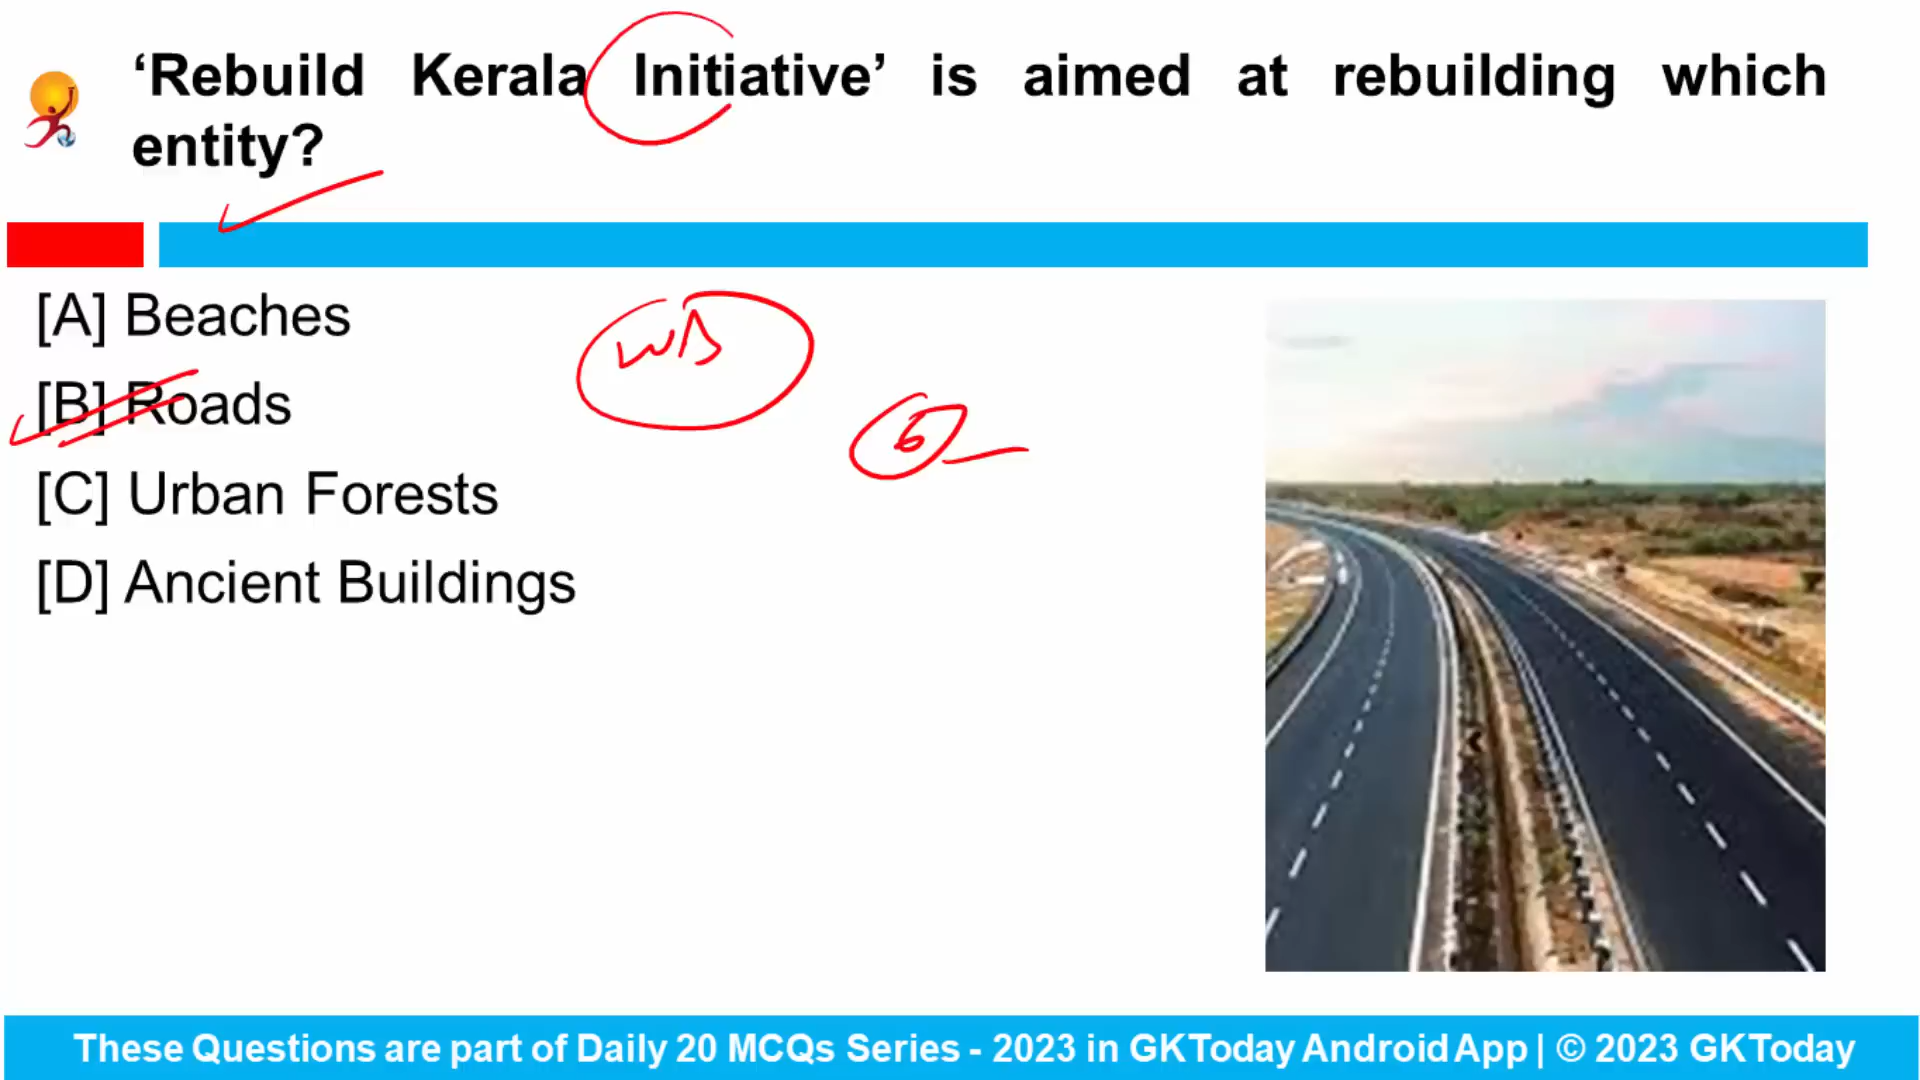 ‘Rebuild Kerala Initiative’ is aimed at rebuilding which
entity?
[A] Beaches
WB
[B] Roads
6
[C] Urban Forests
[D] Ancient Buildings
These Questions are part of Daily 20 MCQs Series - 2023 in GKToday Android App | © 2023 GKToday